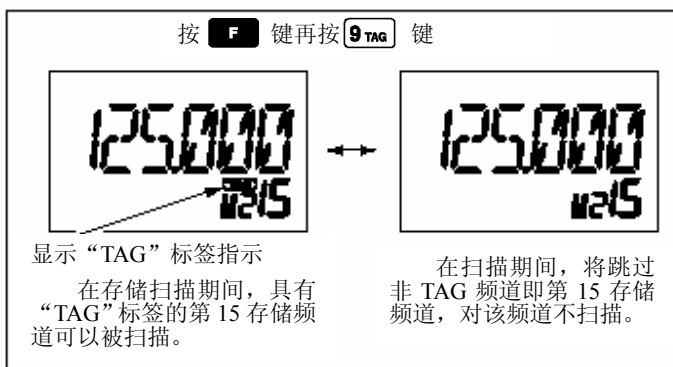 按 F 键再按 9 TAG 键
125.000
M215
125.000
M215
显示“TAG”标签指示
在存储扫描期间，具有
“TAG”标签的第 15 存储频
道可以被扫描。
在扫描期间，将跳过
非 TAG 频道即第 15 存储
频道，对该频道不扫描。